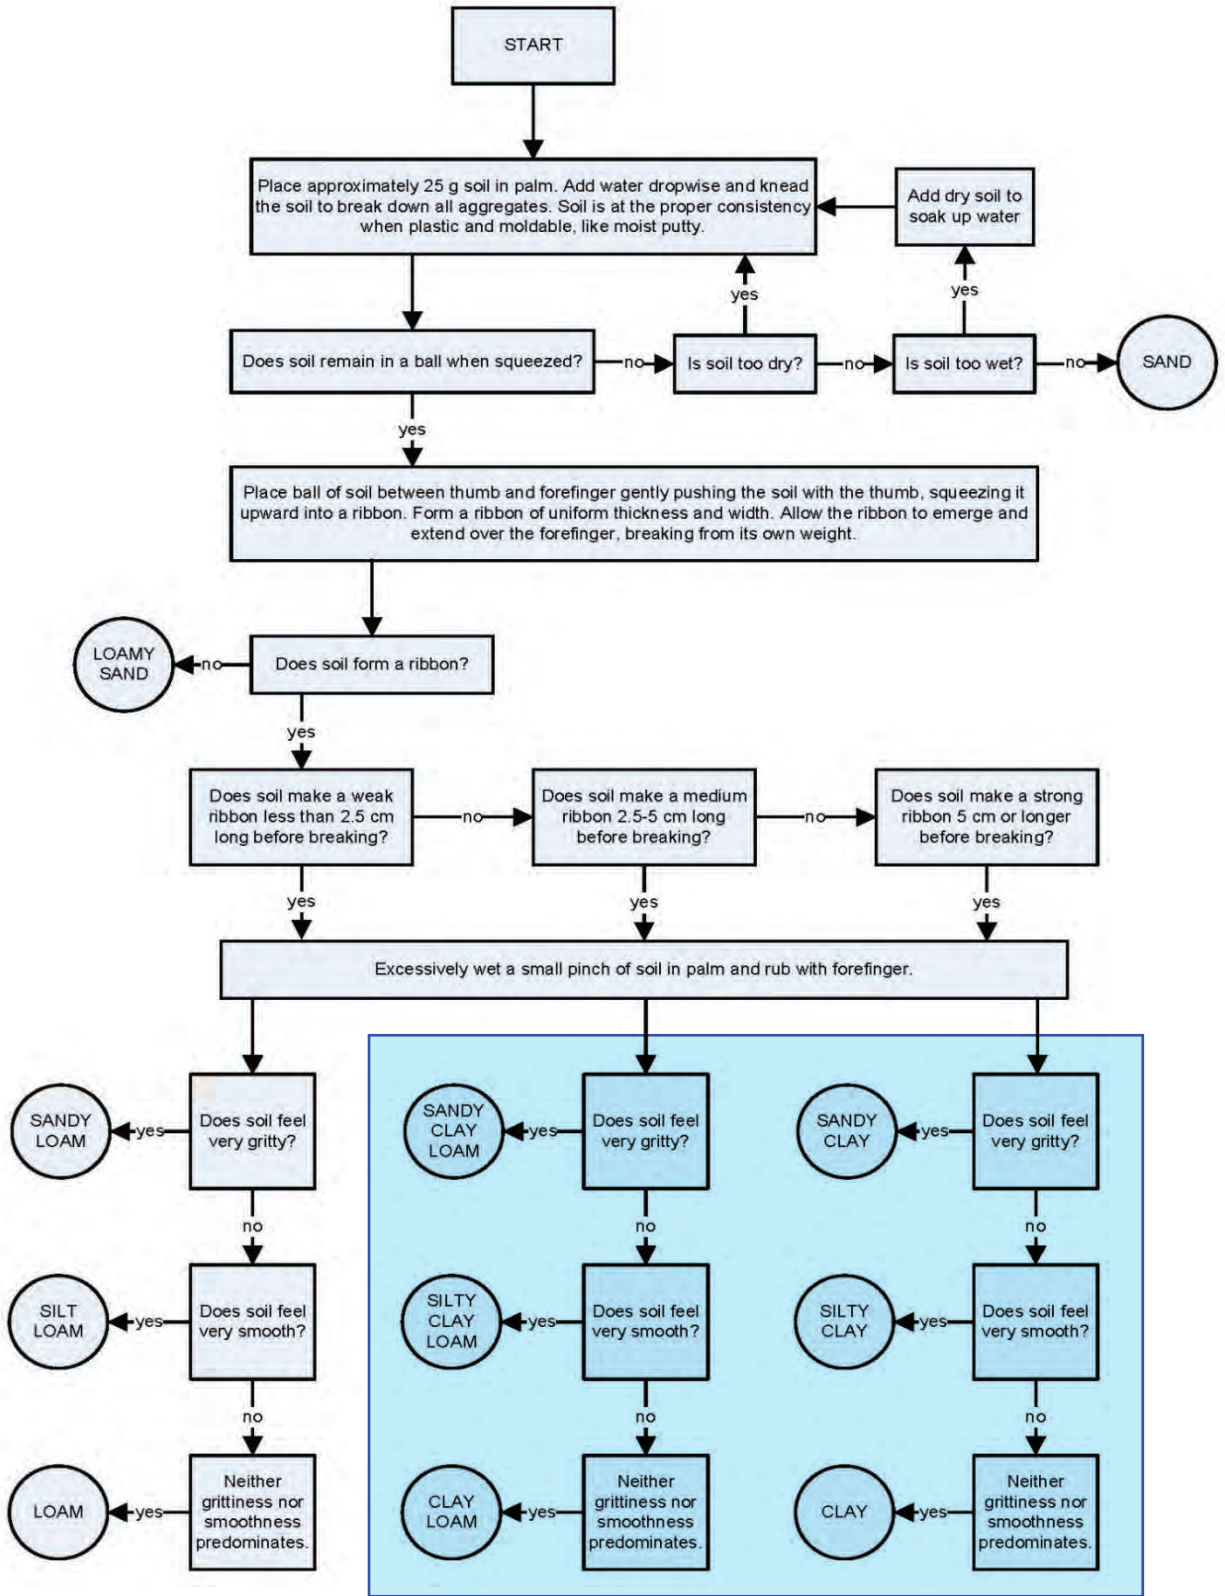 START
Place approximately 25 g soil in palm. Add water dropwise and knead
the soil to break down all aggregates. Soil is at the proper consistency
when plastic and moldable, like moist putty.
Add dry soil to
soak up water
yes
yes
Does soil remain in a ball when squeezed?
no
Is soil too dry?
no
Is soil too wet?
no
SAND
yes
Place ball of soil between thumb and forefinger gently pushing the soil with the thumb, squeezing it
upward into a ribbon. Form a ribbon of uniform thickness and width. Allow the ribbon to emerge and
extend over the forefinger, breaking from its own weight.
LOAMY
SAND
no
Does soil form a ribbon?
yes
Does soil make a weak
ribbon less than 2.5 cm
long before breaking?
no
Does soil make a medium
ribbon 2.5-5 cm long
before breaking?
no
Does soil make a strong
ribbon 5 cm or longer
before breaking?
yes
yes
yes
Excessively wet a small pinch of soil in palm and rub with forefinger.
SANDY
LOAM
yes
Does soil feel
very gritty?
SANDY
CLAY
LOAM
yes
Does soil feel
very gritty?
SANDY
CLAY
yes
Does soil feel
very gritty?
no
no
no
SILT
LOAM
yes
Does soil feel
very smooth?
SILTY
CLAY
LOAM
yes
Does soil feel
very smooth?
SILTY
CLAY
yes
Does soil feel
very smooth?
no
no
no
LOAM
yes
Neither
grittiness nor
smoothness
predominates.
CLAY
LOAM
yes
Neither
grittiness nor
smoothness
predominates.
CLAY
yes
Neither
grittiness nor
smoothness
predominates.